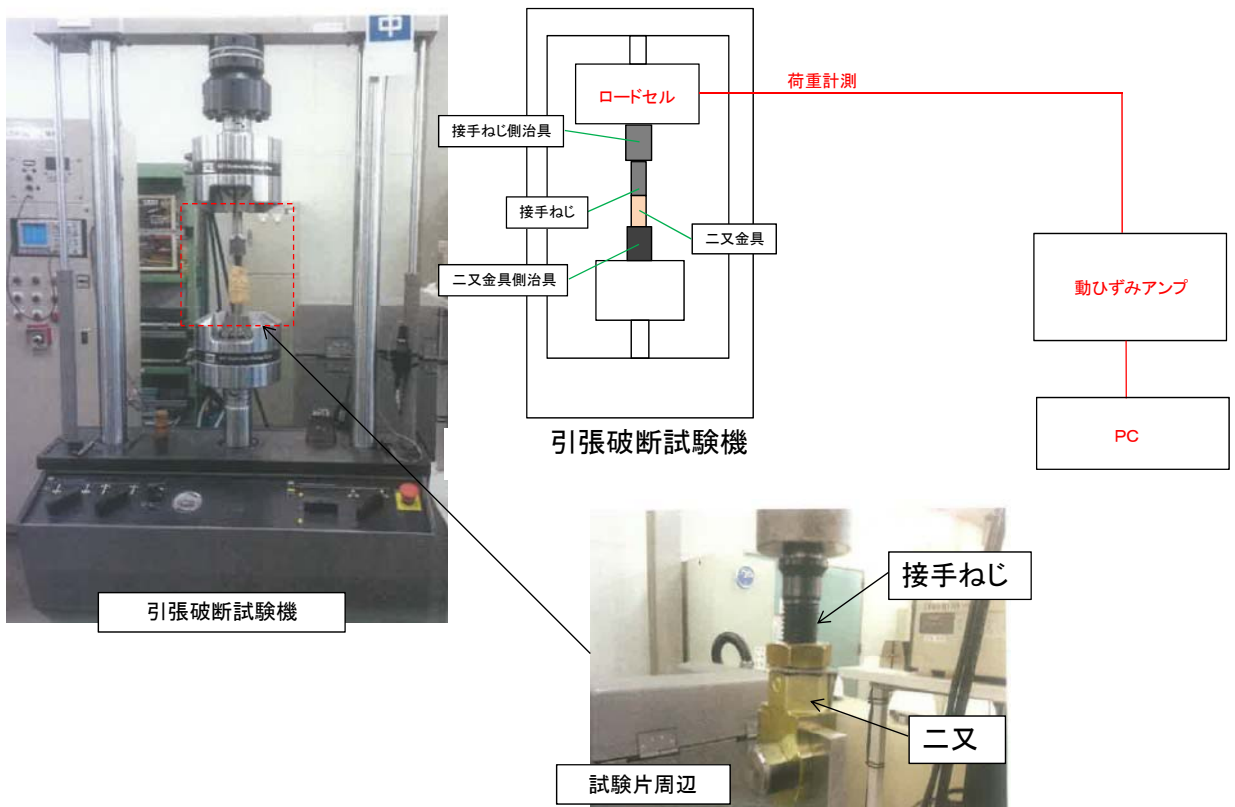 中
引張破断試験機
ロードセル
荷重計測
接手ねじ側治具
接手ねじ
二又金具
二又金具側治具
動ひずみアンプ
PC
引張破断試験機
接手ねじ
二又
試験片周辺